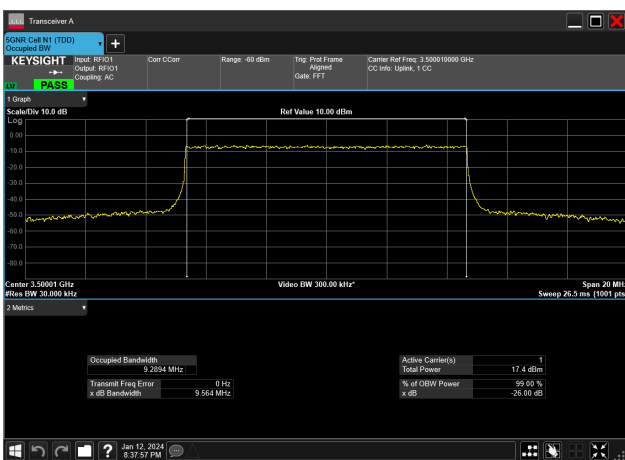 Transceiver A
5GNR Cell N1 (TDD)
Occupied BW
KEYSIGHT
LXI
PASS
Input: RFIO1
Output: RFIO1
Coupling: AC
Corr CCorr
Range: -60 dBm
Trig: Prot Frame
Aligned
Gate: FFT
Carrier Ref Freq: 3.500010000 GHz
CC Info: Uplink, 1 CC
1 Graph
Scale/Div 10.0 dB
Ref Value 10.00 dBm
Log
0.00
-10.0
-20.0
-30.0
-40.0
-50.0
-60.0
-70.0
-80.0
Center 3.50001 GHz
Video BW 300.00 kHz*
Span 20 MHz
#Res BW 30.000 kHz
Sweep 26.5 ms (1001 pts
2 Metrics
Occupied Bandwidth
9.2894 MHz
Transmit Freq Error 0 Hz
x dB Bandwidth 9.564 MHz
Active Carrier(s) 1
Total Power 17.4 dBm
% of OBW Power 99.00 %
x dB -26.00 dB
Jan 12, 2024
8:37:57 PM